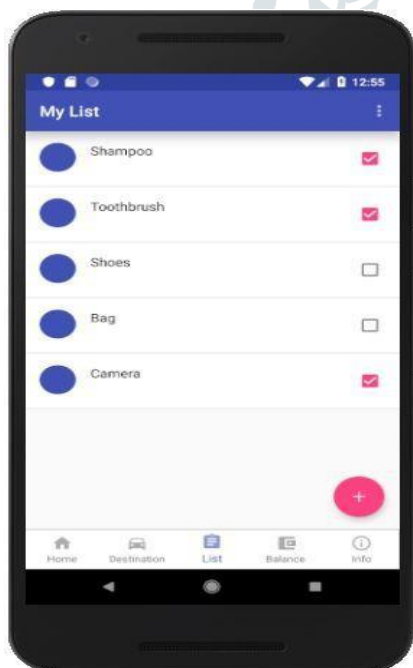 12:55
My List
Shampoo
Toothbrush
Shoes
Bag
Camera
+
Home Destination List Balance Info